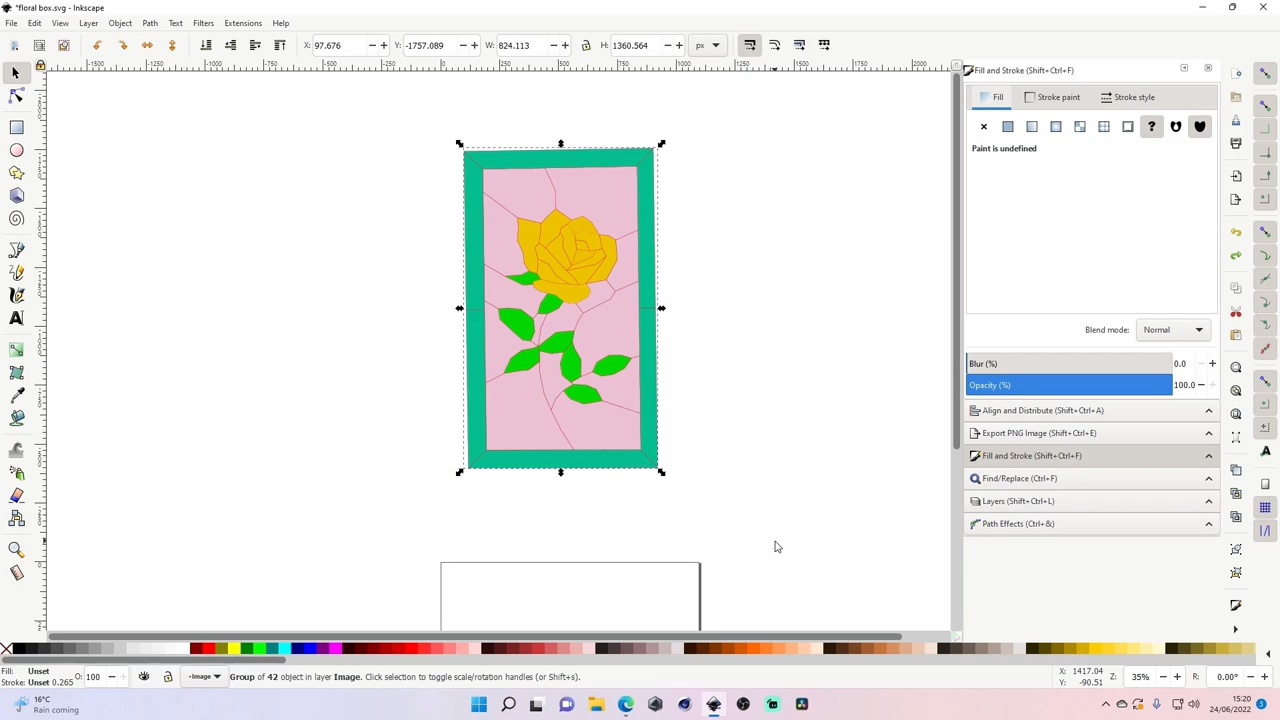 *floral box.svg - Inkscape
File Edit View Layer Object Path Text Filters Extensions Help
X: 97.676 Y: -1757.089 W: 824.113 H: 1360.564 px
Fill and Stroke (Shift+Ctrl+F)
Fill Stroke paint Stroke style
Paint is undefined
Blend mode: Normal
Blur (%) 0.0
Opacity (%) 100.0
Align and Distribute (Shift+Ctrl+A)
Export PNG Image (Shift+Ctrl+E)
Fill and Stroke (Shift+Ctrl+F)
Find/Replace (Ctrl+F)
Layers (Shift+Ctrl+L)
Path Effects (Ctrl+&)
Fill: Unset
Stroke: Unset 0.265
O: 100
-Image
Group of 42 object in layer Image. Click selection to toggle scale/rotation handles (or Shift+s).
X: 1417.04
Y: -90.51
Z: 35%
R: 0.00°
16°C
Rain coming
15:20
24/06/2022